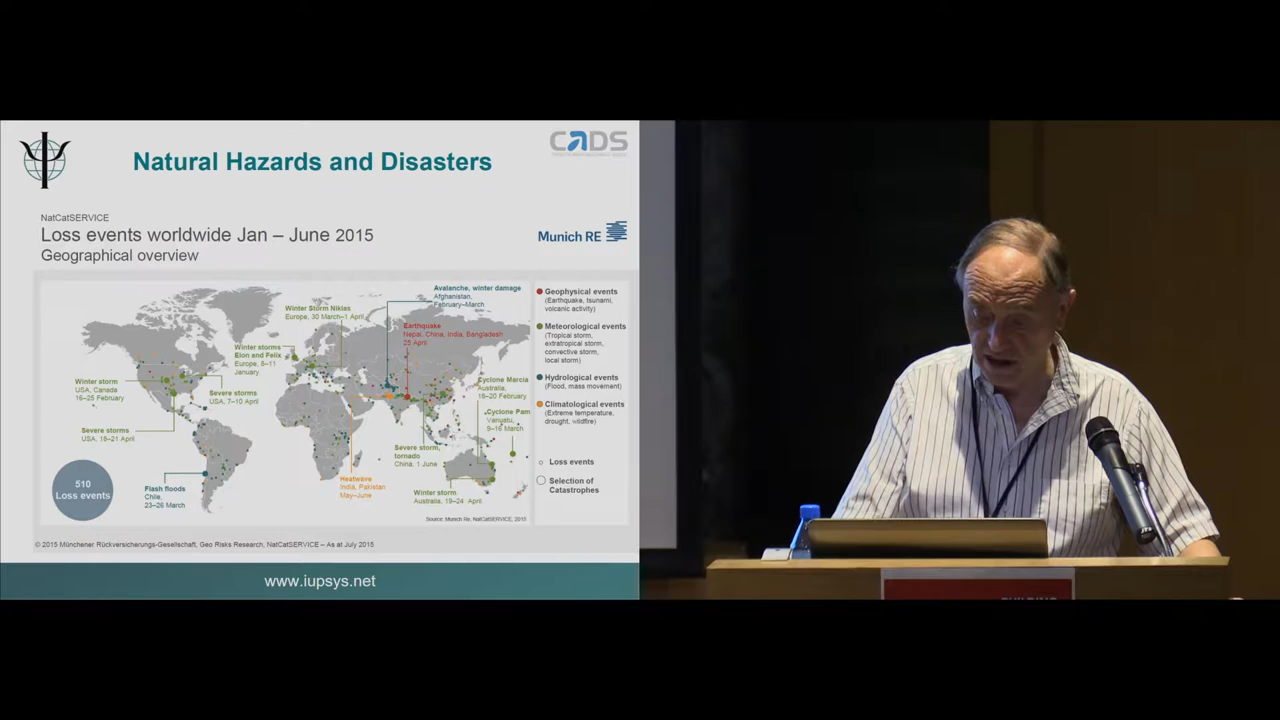 CADS
Natural Hazards and Disasters
NatCatSERVICE
Loss events worldwide Jan – June 2015
Geographical overview
Munich RE
Avalanche, winter damage
Afghanistan,
February–March
Winter Storm Niklas
Europe, 30 March–1 April
Earthquake
Nepal, China, India, Bangladesh
25 April
Winter storms
Elon and Felix
Europe, 8–11
January
Winter storm
USA, Canada
16–25 February
Severe storms
USA, 7–10 April
Severe storms
USA, 18–21 April
Cyclone Marcia
Australia,
18–20 February
Cyclone Pam
Vanuatu,
9–16 March
Severe storm,
tornado
China, 1 June
Heatwave
India, Pakistan
May–June
Winter storm
Australia, 19–24 April
Flash floods
Chile,
23–26 March
510
Loss events
Source: Munich Re, NatCatSERVICE, 2015
Geophysical events
(Earthquake, tsunami,
volcanic activity)
Meteorological events
(Tropical storm,
extratropical storm,
convective storm,
local storm)
Hydrological events
(Flood, mass movement)
Climatological events
(Extreme temperature,
drought, wildfire)
Loss events
Selection of
Catastrophes
© 2015 Münchener Rückversicherungs-Gesellschaft, Geo Risks Research, NatCatSERVICE – As at July 2015
www.iupsys.net